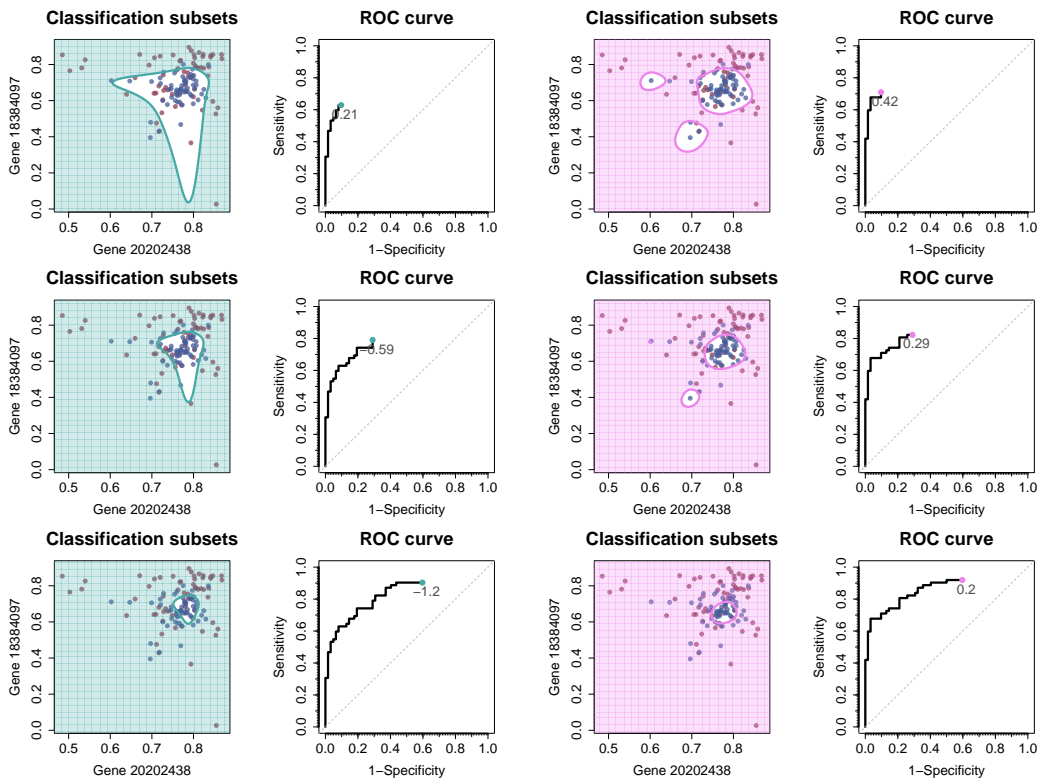 Classification subsets ROC curve Classification subsets ROC curve
Gene 18384097
0.0 0.2 0.4 0.6 0.8
0.5 0.6 0.7 0.8
Gene 20202438
Sensitivity
0.0 0.2 0.4 0.6 0.8 1.0
0.21
0.0 0.2 0.4 0.6 0.8 1.0
1−Specificity
Gene 18384097
0.0 0.2 0.4 0.6 0.8
0.5 0.6 0.7 0.8
Gene 20202438
Sensitivity
0.0 0.2 0.4 0.6 0.8 1.0
0.42
0.0 0.2 0.4 0.6 0.8 1.0
1−Specificity
Classification subsets ROC curve Classification subsets ROC curve
Gene 18384097
0.0 0.2 0.4 0.6 0.8
0.5 0.6 0.7 0.8
Gene 20202438
Sensitivity
0.0 0.2 0.4 0.6 0.8 1.0
−0.59
0.0 0.2 0.4 0.6 0.8 1.0
1−Specificity
Gene 18384097
0.0 0.2 0.4 0.6 0.8
0.5 0.6 0.7 0.8
Gene 20202438
Sensitivity
0.0 0.2 0.4 0.6 0.8 1.0
0.29
0.0 0.2 0.4 0.6 0.8 1.0
1−Specificity
Classification subsets ROC curve Classification subsets ROC curve
Gene 18384097
0.0 0.2 0.4 0.6 0.8
0.5 0.6 0.7 0.8
Gene 20202438
Sensitivity
0.0 0.2 0.4 0.6 0.8 1.0
−1.2
0.0 0.2 0.4 0.6 0.8 1.0
1−Specificity
Gene 18384097
0.0 0.2 0.4 0.6 0.8
0.5 0.6 0.7 0.8
Gene 20202438
Sensitivity
0.0 0.2 0.4 0.6 0.8 1.0
0.2
0.0 0.2 0.4 0.6 0.8 1.0
1−Specificity